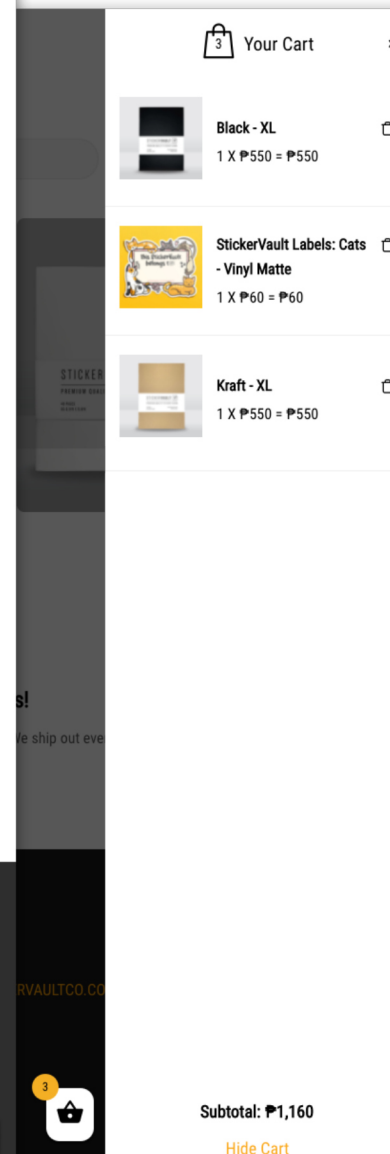 3 Your Cart
Black - XL
1 X ₱550 = ₱550
StickerVault Labels: Cats
- Vinyl Matte
1 X ₱60 = ₱60
Kraft - XL
1 X ₱550 = ₱550
STICKER
s!
We ship out eve
RVAULTCO.CO
3
Subtotal: ₱1,160
Hide Cart